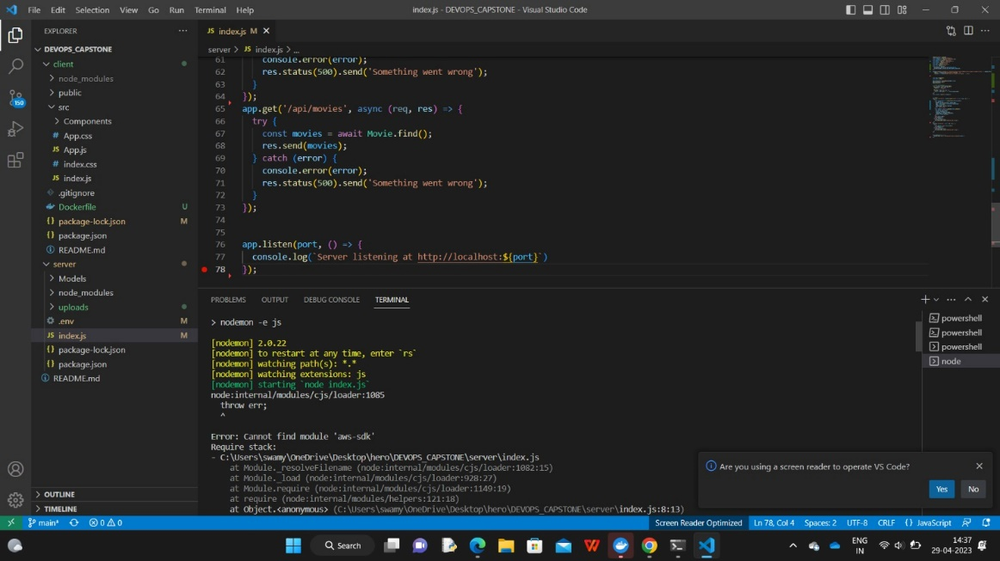 File Edit Selection View Go Run Terminal Help
index.js - DEVOPS_CAPSTONE - Visual Studio Code
EXPLORER
DEVOPS_CAPSTONE
client
node_modules
public
src
Components
App.css
App.js
index.css
index.js
.gitignore
Dockerfile U
package-lock.json M
package.json
README.md
server
Models
node_modules
uploads
.env M
index.js M
package-lock.json
package.json
README.md
OUTLINE
TIMELINE
150
JS index.js M
server > JS index.js > ...
61 console.error(error);
62 res.status(500).send('Something went wrong');
63 }
64 });
65 app.get('/api/movies', async (req, res) => {
66 try {
67 const movies = await Movie.find();
68 res.send(movies);
69 } catch (error) {
70 console.error(error);
71 res.status(500).send('Something went wrong');
72 }
73 });
74
75
76 app.listen(port, () => {
77 console.log(`Server listening at http://localhost:${port}`)
78 });
PROBLEMS OUTPUT DEBUG CONSOLE TERMINAL
> nodemon -e js
[nodemon] 2.0.22
[nodemon] to restart at any time, enter `rs`
[nodemon] watching path(s): *.*
[nodemon] watching extensions: js
[nodemon] starting `node index.js`
node:internal/modules/cjs/loader:1085
throw err;
^
Error: Cannot find module 'aws-sdk'
Require stack:
- C:\Users\swamy\OneDrive\Desktop\hero\DEVOPS_CAPSTONE\server\index.js
at Module._resolveFilename (node:internal/modules/cjs/loader:1082:15)
at Module._load (node:internal/modules/cjs/loader:928:27)
at Module.require (node:internal/modules/cjs/loader:1149:19)
at require (node:internal/modules/helpers:121:18)
at Object.<anonymous> (C:\Users\swamy\OneDrive\Desktop\hero\DEVOPS_CAPSTONE\server\index.js:8:13)
powershell
powershell
powershell
node
Are you using a screen reader to operate VS Code?
Yes No
main* 0 0 Screen Reader Optimized Ln 78, Col 4 Spaces: 2 UTF-8 CRLF {} JavaScript
Search
ENG
IN
14:37
29-04-2023